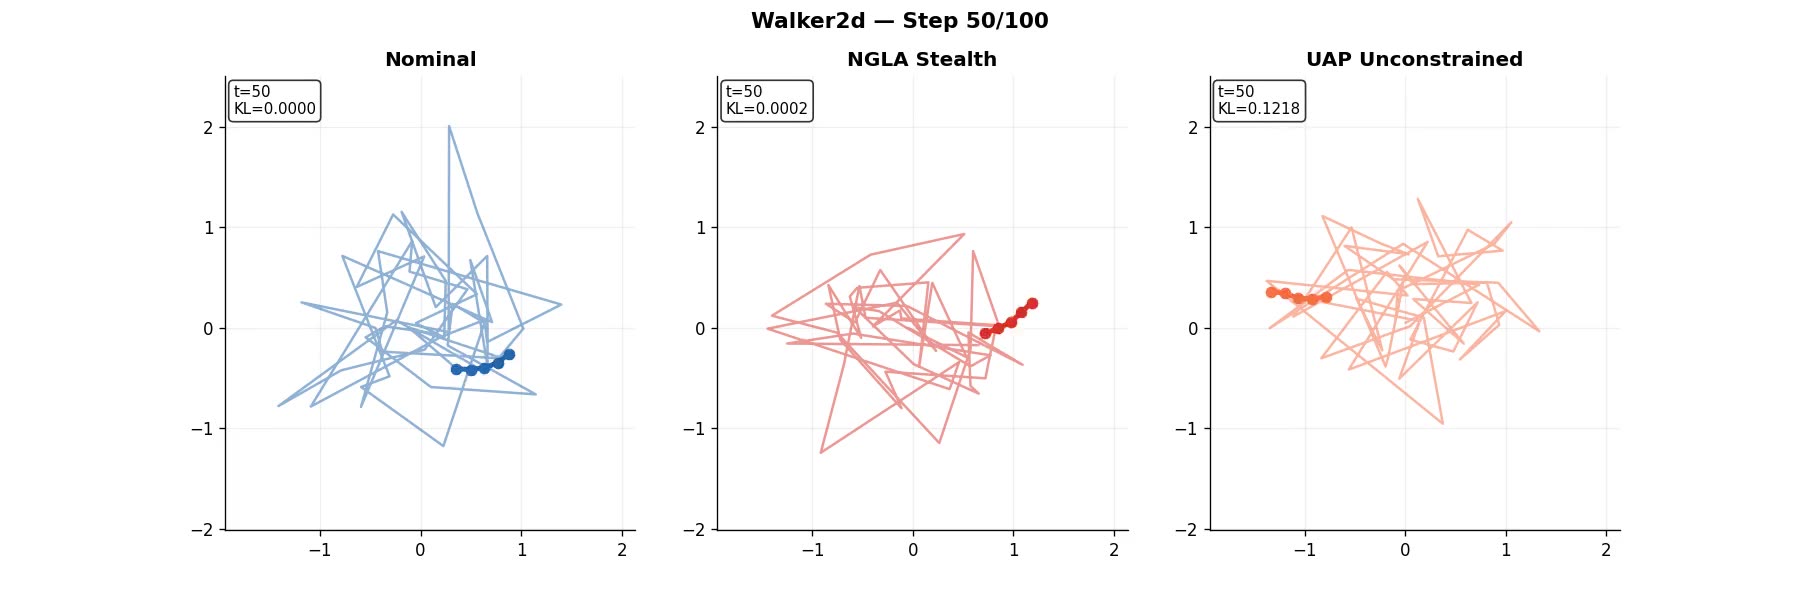 Walker2d — Step 50/100
Nominal
t=50
KL=0.0000
2
1
0
−1
−2
−1
0
1
2
NGLA Stealth
t=50
KL=0.0002
2
1
0
−1
−2
−1
0
1
2
UAP Unconstrained
t=50
KL=0.1218
2
1
0
−1
−2
−1
0
1
2